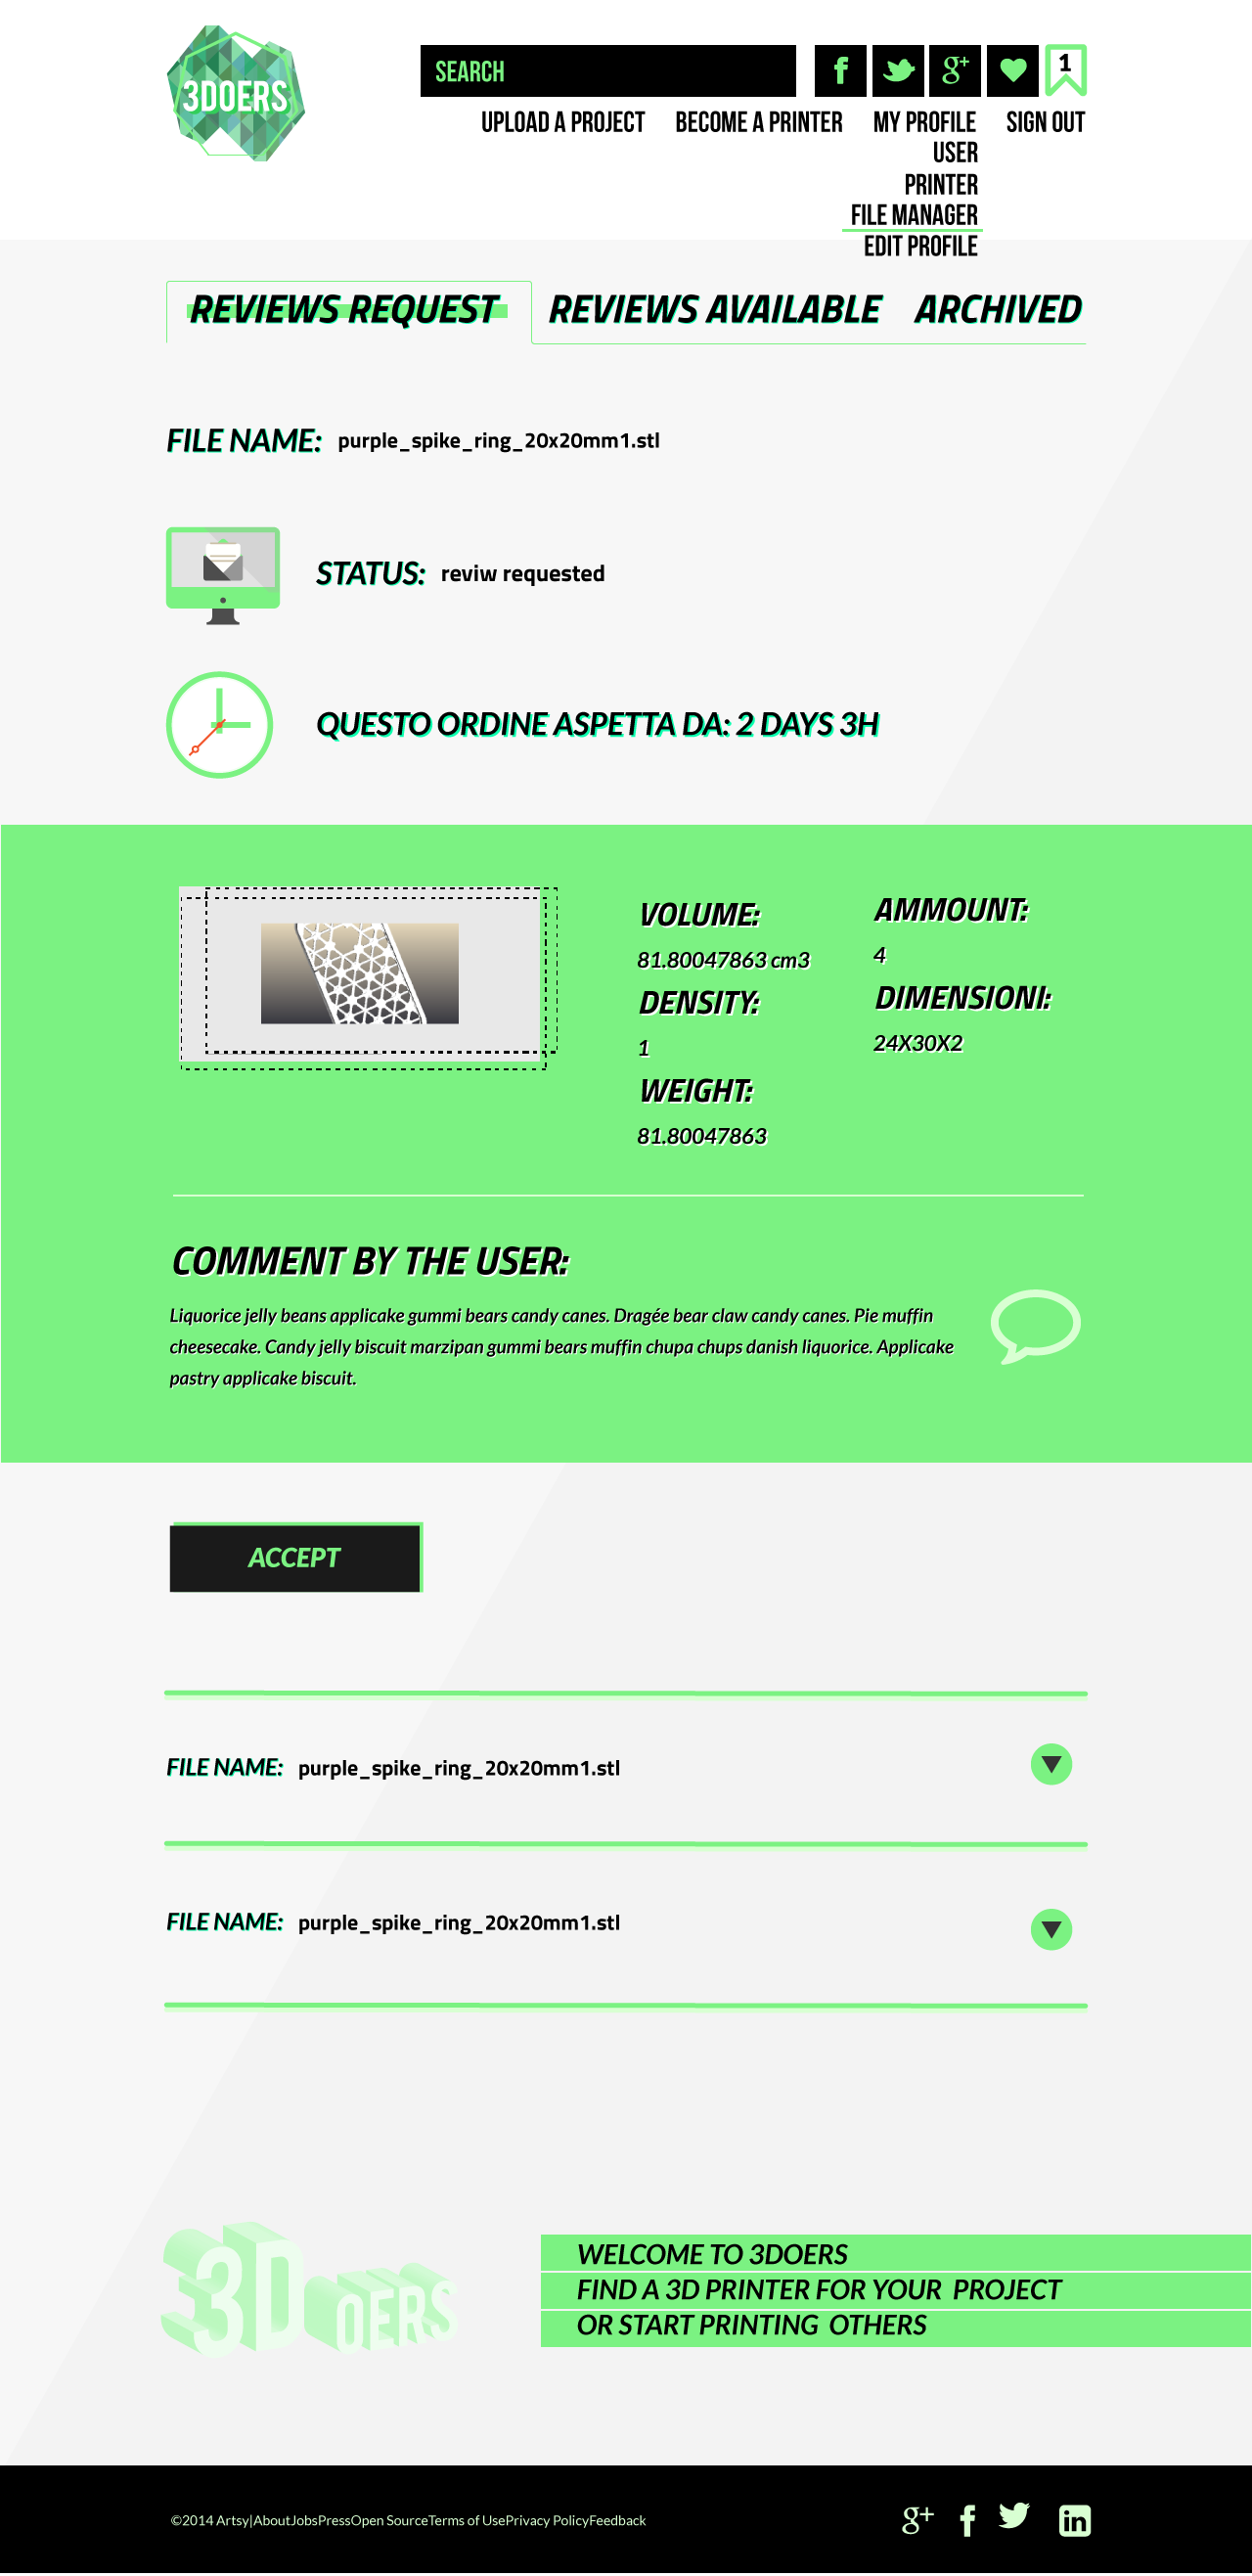 3DOERS
SEARCH
1
UPLOAD A PROJECT BECOME A PRINTER MY PROFILE SIGN OUT
USER
PRINTER
FILE MANAGER
EDIT PROFILE
REVIEWS REQUEST REVIEWS AVAILABLE ARCHIVED
FILE NAME: purple_spike_ring_20x20mm1.stl
STATUS: reviw requested
QUESTO ORDINE ASPETTA DA: 2 DAYS 3H
VOLUME:
81.80047863 cm3
DENSITY:
1
WEIGHT:
81.80047863
AMMOUNT:
4
DIMENSIONI:
24X30X2
COMMENT BY THE USER:
Liquorice jelly beans applicake gummi bears candy canes. Dragée bear claw candy canes. Pie muffin
cheesecake. Candy jelly biscuit marzipan gummi bears muffin chupa chups danish liquorice. Applicake
pastry applicake biscuit.
ACCEPT
FILE NAME: purple_spike_ring_20x20mm1.stl
FILE NAME: purple_spike_ring_20x20mm1.stl
3DOERS
WELCOME TO 3DOERS
FIND A 3D PRINTER FOR YOUR PROJECT
OR START PRINTING OTHERS
©2014 Artsy|AboutJobsPressOpen SourceTerms of UsePrivacy PolicyFeedback